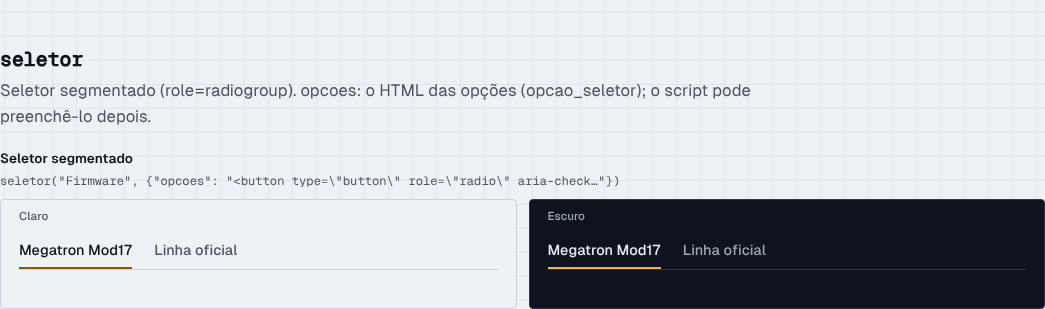 seletor
Seletor segmentado (role=radiogroup). opcoes: o HTML das opções (opcao_seletor); o script pode
preenchê-lo depois.
Seletor segmentado
seletor("Firmware", {"opcoes": "<button type=\"button\" role=\"radio\" aria-check…"})
Claro
Megatron Mod17 Linha oficial
Escuro
Megatron Mod17 Linha oficial